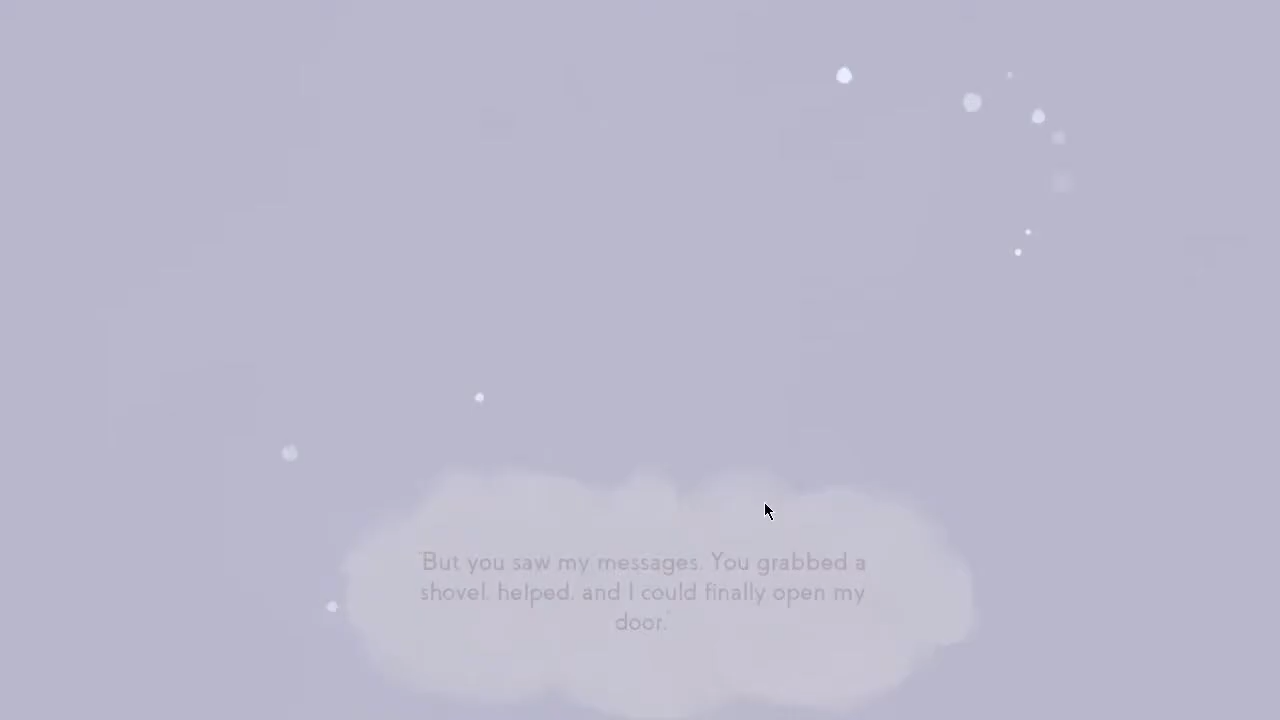 "But you saw my messages. You grabbed a
shovel, helped, and I could finally open my
door."